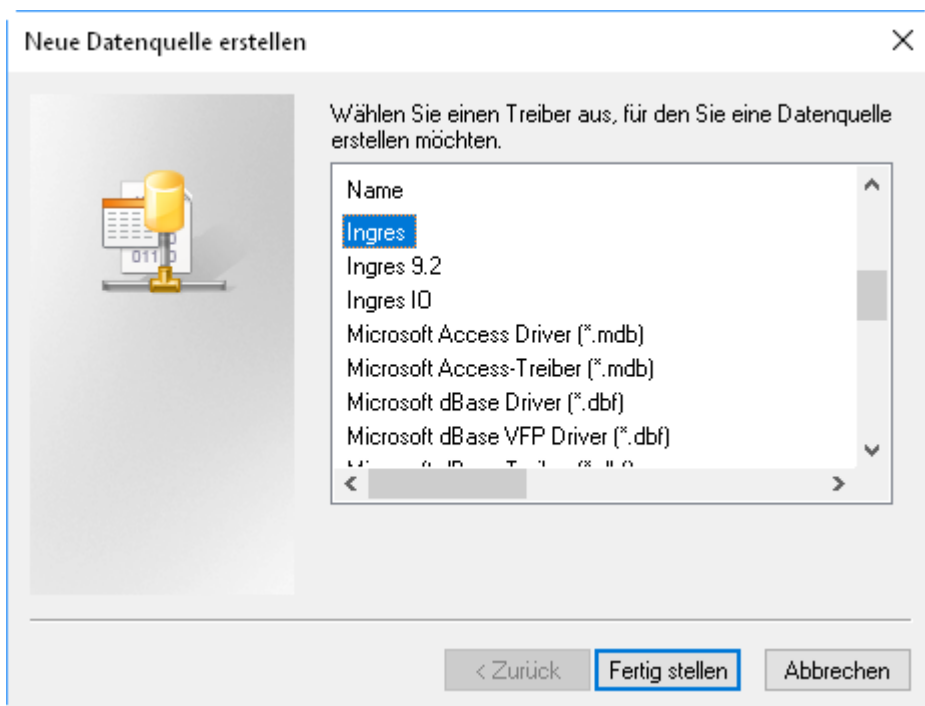 Neue Datenquelle erstellen
Wählen Sie einen Treiber aus, für den Sie eine Datenquelle
erstellen möchten.
Name
Ingres
Ingres 9.2
Ingres IO
Microsoft Access Driver (*.mdb)
Microsoft Access-Treiber (*.mdb)
Microsoft dBase Driver (*.dbf)
Microsoft dBase VFP Driver (*.dbf)
< Zurück
Fertig stellen
Abbrechen